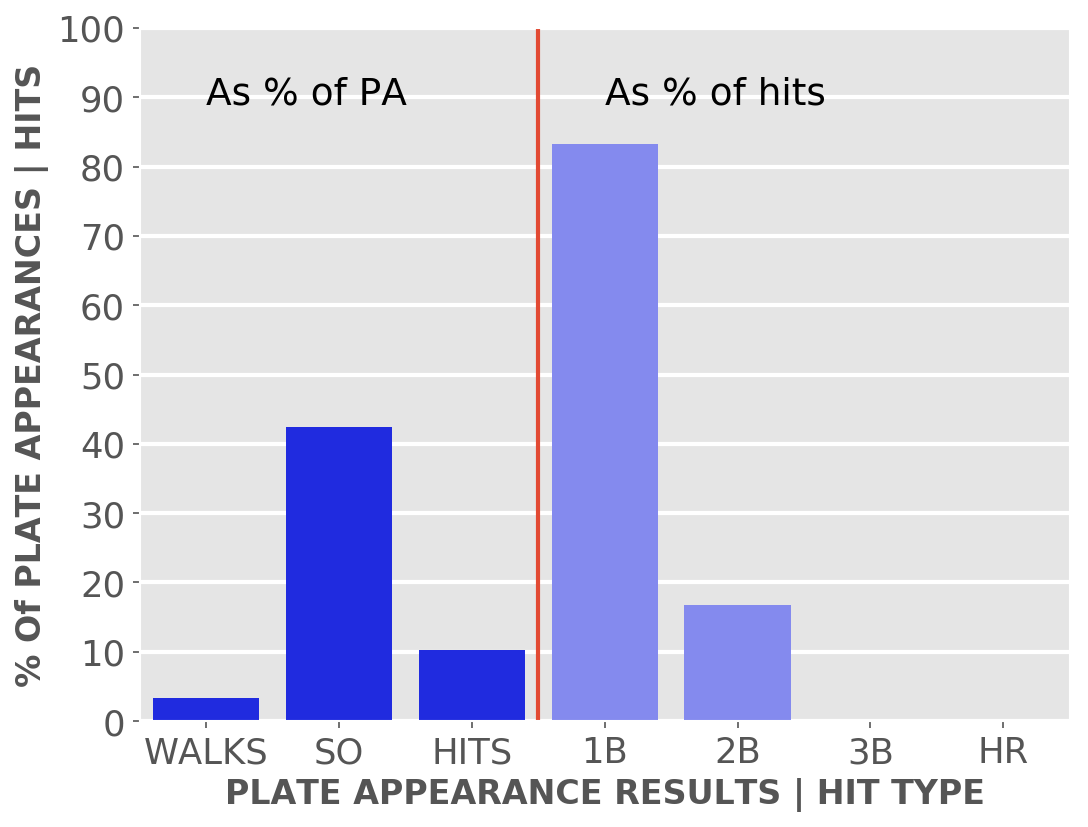 100
90
80
70
60
50
40
30
20
10
0
% Of PLATE APPEARANCES | HITS
As % of PA
As % of hits
WALKS SO HITS 1B 2B 3B HR
PLATE APPEARANCE RESULTS | HIT TYPE